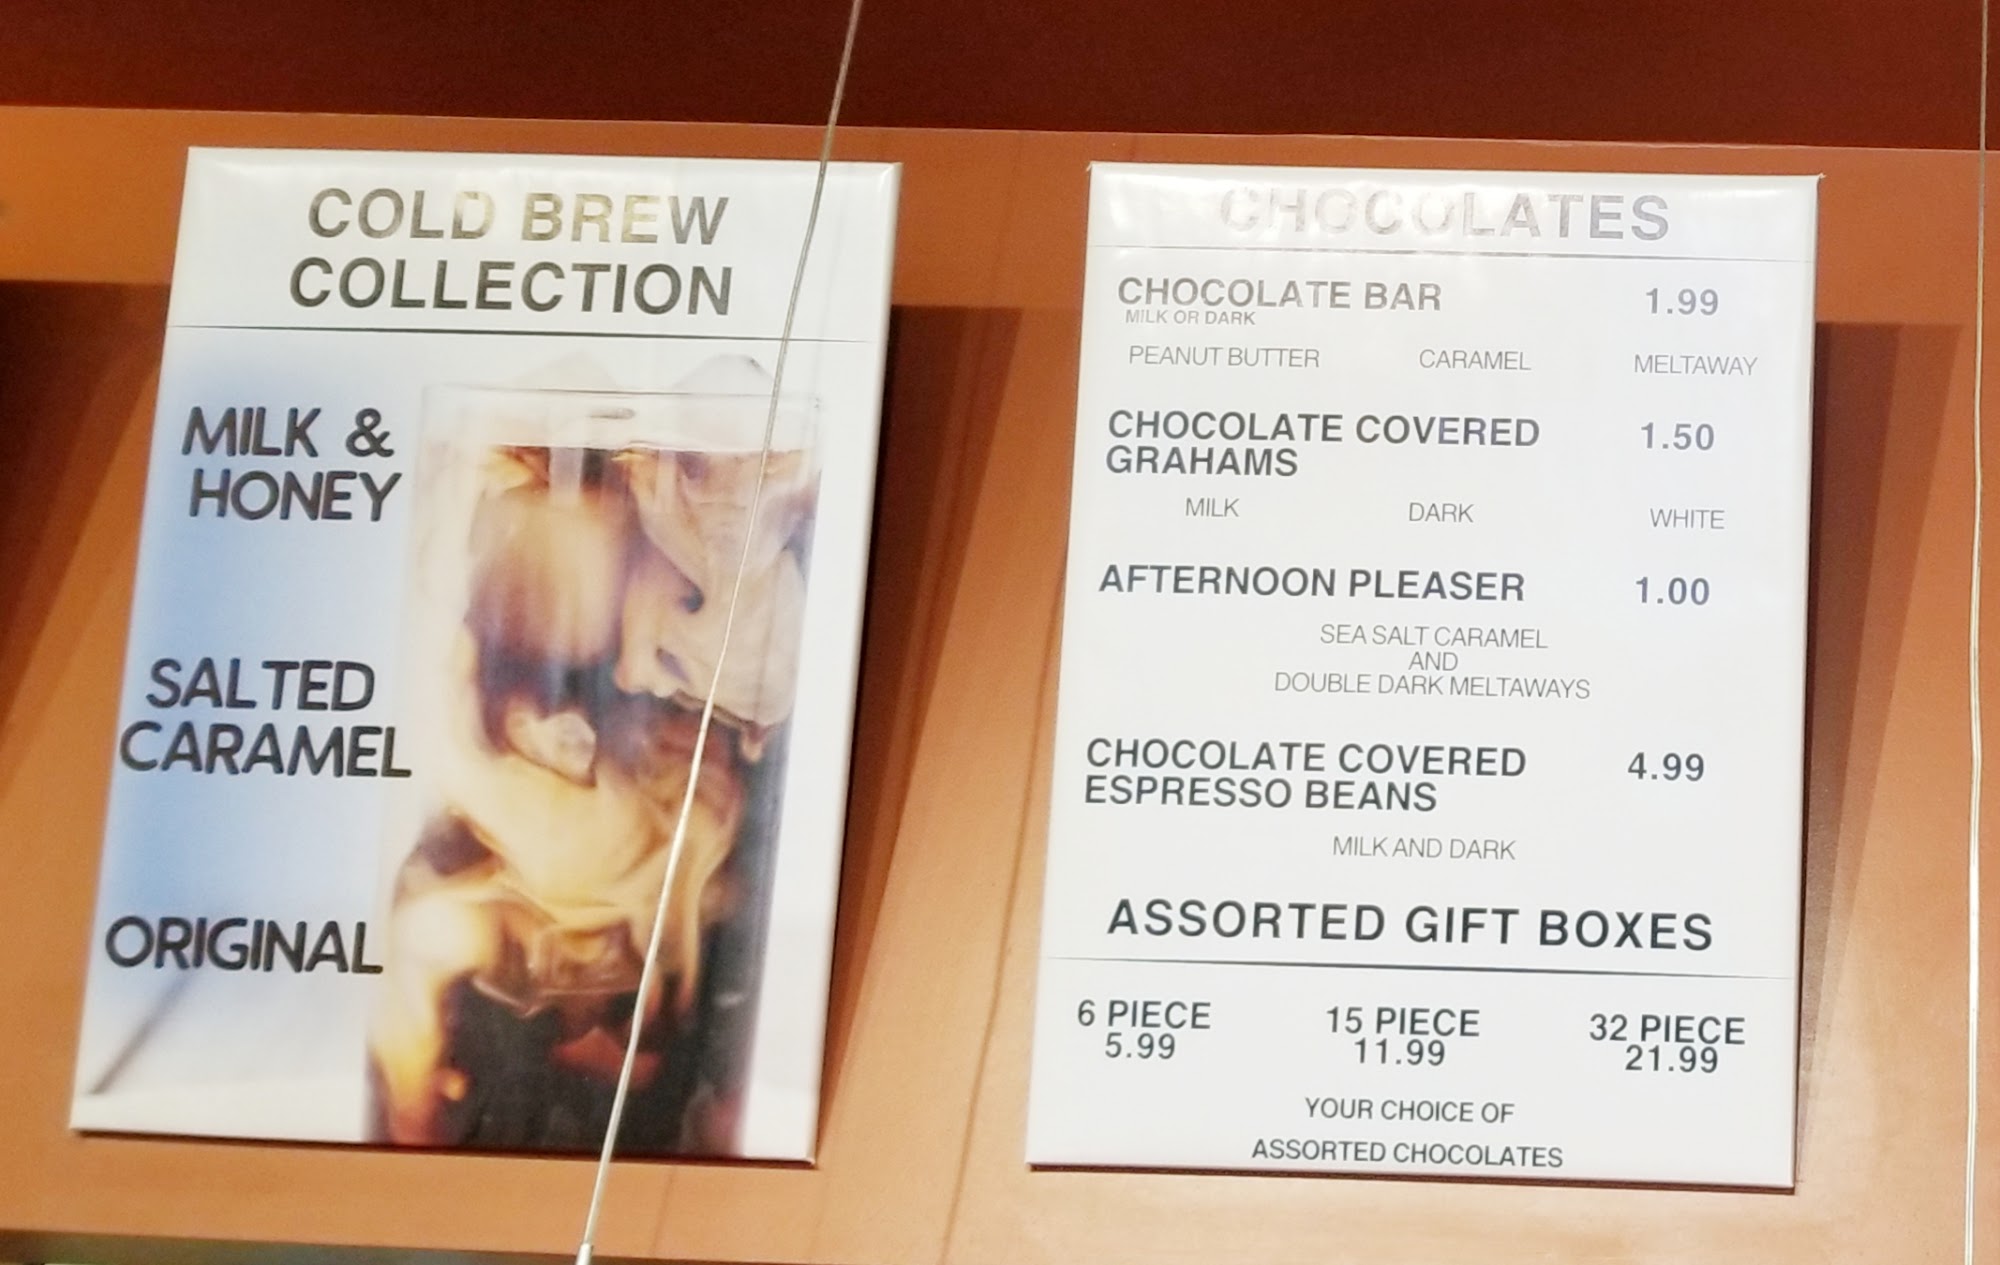 COLD BREW
COLLECTION
MILK &
HONEY
SALTED
CARAMEL
ORIGINAL
CHOCOLATES
CHOCOLATE BAR 1.99
MILK OR DARK
PEANUT BUTTER CARAMEL MELTAWAY
CHOCOLATE COVERED 1.50
GRAHAMS
MILK DARK WHITE
AFTERNOON PLEASER 1.00
SEA SALT CARAMEL
AND
DOUBLE DARK MELTAWAYS
CHOCOLATE COVERED 4.99
ESPRESSO BEANS
MILK AND DARK
ASSORTED GIFT BOXES
6 PIECE 15 PIECE 32 PIECE
5.99 11.99 21.99
YOUR CHOICE OF
ASSORTED CHOCOLATES